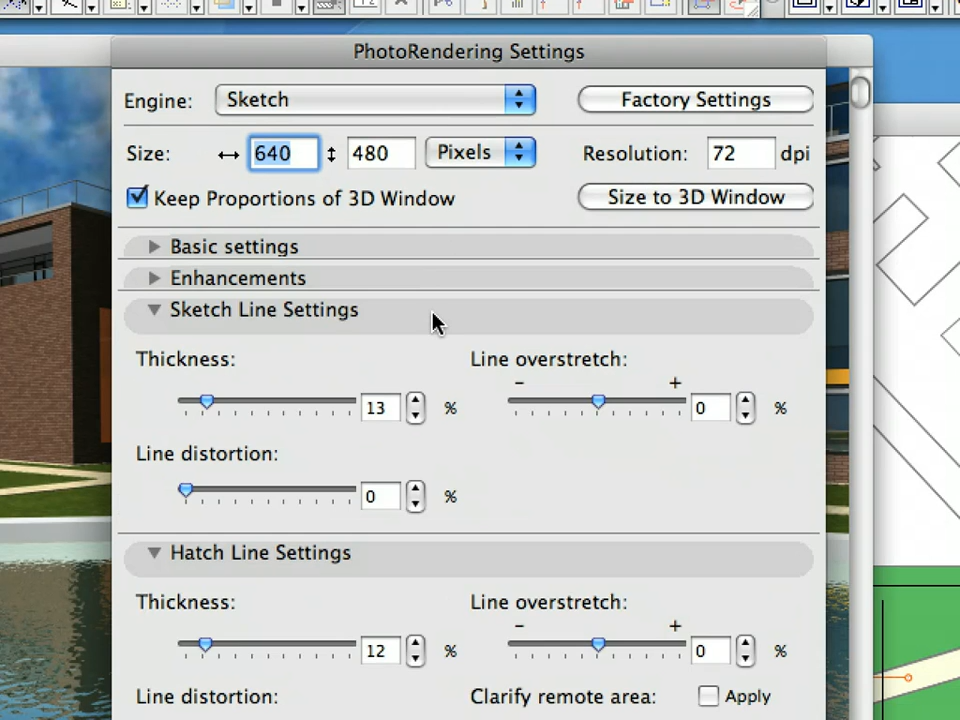 PhotoRendering Settings
Engine: Sketch Factory Settings
Size: 640 480 Pixels Resolution: 72 dpi
Keep Proportions of 3D Window Size to 3D Window
Basic settings
Enhancements
Sketch Line Settings
Thickness: Line overstretch:
- +
13 % 0 %
Line distortion:
0 %
Hatch Line Settings
Thickness: Line overstretch:
- +
12 % 0 %
Line distortion: Clarify remote area: Apply